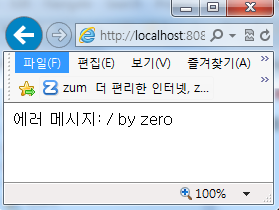 http://localhost:808
파일(F) 편집(E) 보기(V) 즐겨찾기(A) »
zum 더 편리한 인터넷, z... »
에러 메시지: / by zero
100%